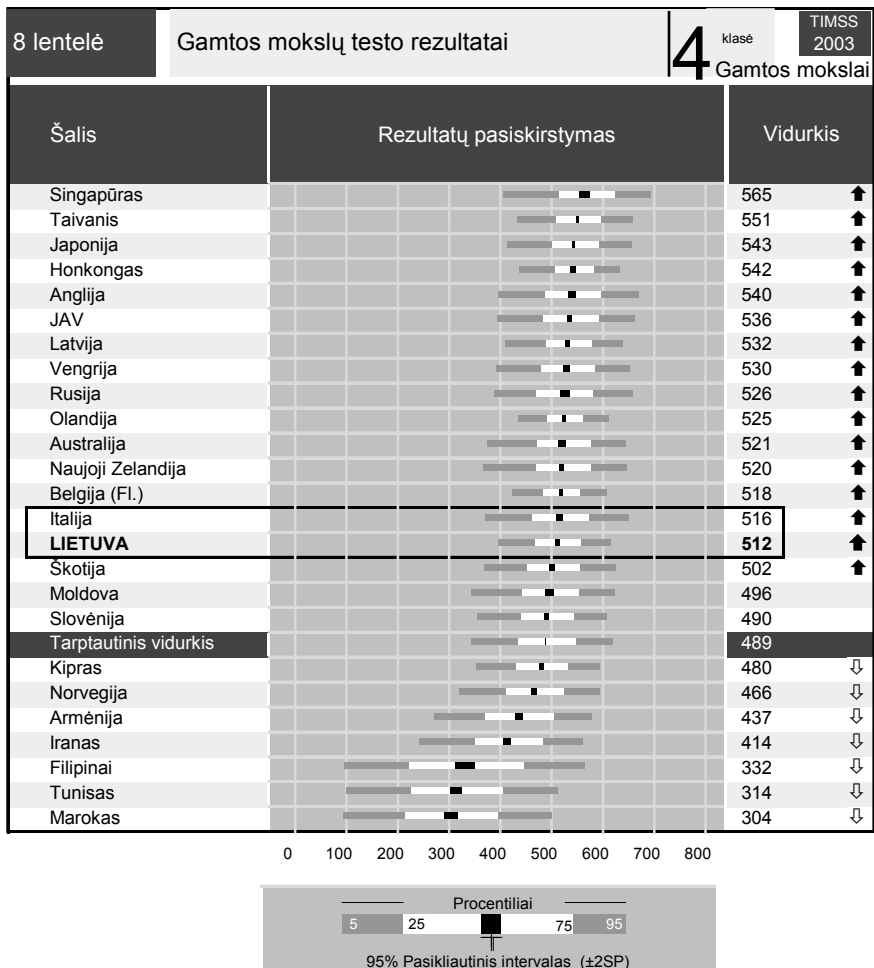 8 lentelė Gamtos mokslų testo rezultatai 4 klasė TIMSS 2003
Gamtos mokslai
Šalis Rezultatų pasiskirstymas Vidurkis
Singapūras 565 🡅
Taivanis 551 🡅
Japonija 543 🡅
Honkongas 542 🡅
Anglija 540 🡅
JAV 536 🡅
Latvija 532 🡅
Vengrija 530 🡅
Rusija 526 🡅
Olandija 525 🡅
Australija 521 🡅
Naujoji Zelandija 520 🡅
Belgija (Fl.) 518 🡅
Italija 516 🡅
LIETUVA 512 🡅
Škotija 502 🡅
Moldova 496
Slovėnija 490
Tarptautinis vidurkis 489
Kipras 480 ⇩
Norvegija 466 ⇩
Armėnija 437 ⇩
Iranas 414 ⇩
Filipinai 332 ⇩
Tunisas 314 ⇩
Marokas 304 ⇩
0 100 200 300 400 500 600 700 800
Procentiliai
5 25 75 95
95% Pasikliautinis intervalas (±2SP)